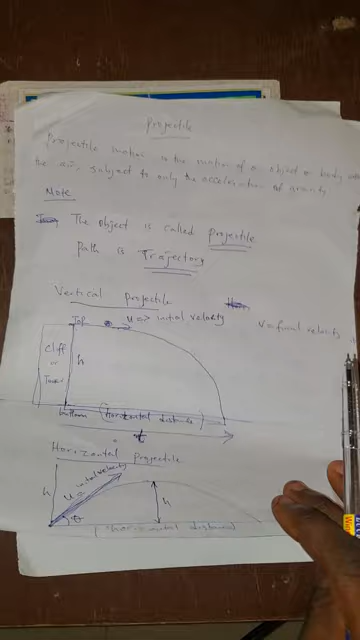 Projectile
Projectile motion is the motion of a object or body
the air, subject to only the acceleration of gravity
Note
The object is called projectile
Path is Trajectory
Vertical projectile
Top
u => initial velocity
V = final velocity
Cliff
or
Tower
h
bottom
(horizontal distance)
Horizontal Projectile
h
u => initial velocity
h
θ
(horizontal distance)